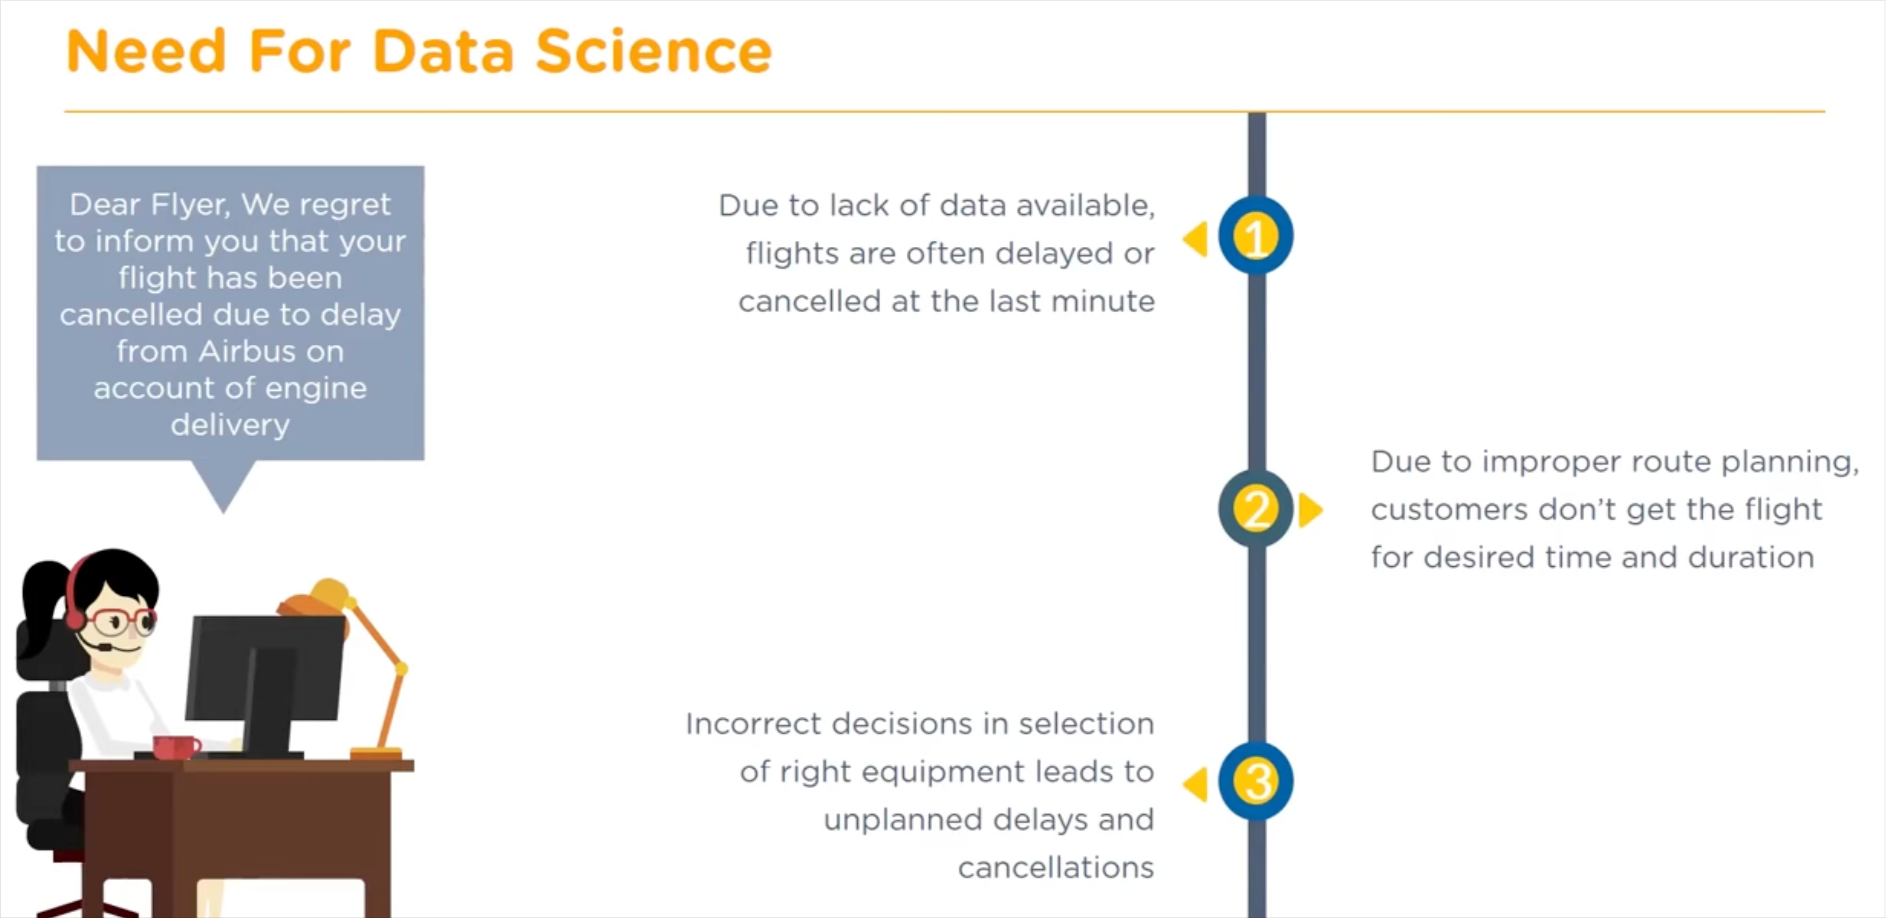 Need For Data Science
Dear Flyer, We regret
to inform you that your
flight has been
cancelled due to delay
from Airbus on
account of engine
delivery
Due to lack of data available,
flights are often delayed or
cancelled at the last minute
1
2
Due to improper route planning,
customers don't get the flight
for desired time and duration
Incorrect decisions in selection
of right equipment leads to
unplanned delays and
cancellations
3